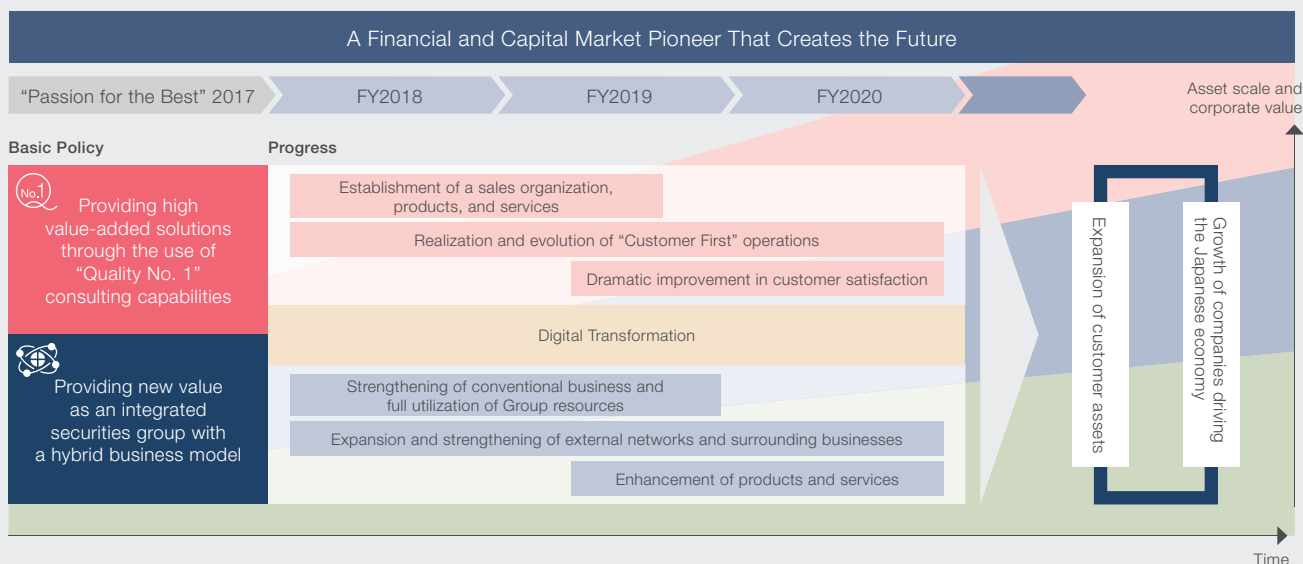 A Financial and Capital Market Pioneer That Creates the Future
“Passion for the Best” 2017
FY2018
FY2019
FY2020
Asset scale and
corporate value
Basic Policy
Progress
No.1
Providing high
value-added solutions
through the use of
“Quality No. 1”
consulting capabilities
Establishment of a sales organization,
products, and services
Realization and evolution of “Customer First” operations
Dramatic improvement in customer satisfaction
Digital Transformation
Providing new value
as an integrated
securities group with
a hybrid business model
Strengthening of conventional business and
full utilization of Group resources
Expansion and strengthening of external networks and surrounding businesses
Enhancement of products and services
Expansion of customer assets
Growth of companies driving
the Japanese economy
Time